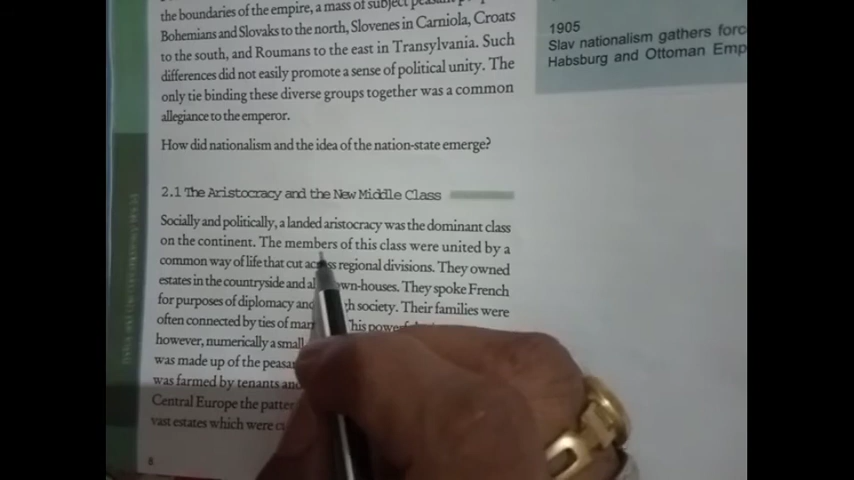 the boundaries of the empire, a mass of subject peasant
Bohemians and Slovaks to the north, Slovenes in Carniola, Croats
to the south, and Roumans to the east in Transylvania. Such
differences did not easily promote a sense of political unity. The
only tie binding these diverse groups together was a common
allegiance to the emperor.
How did nationalism and the idea of the nation-state emerge?
2.1 The Aristocracy and the New Middle Class
Socially and politically, a landed aristocracy was the dominant class
on the continent. The members of this class were united by a
common way of life that cut across regional divisions. They owned
estates in the countryside and also town-houses. They spoke French
for purposes of diplomacy and high society. Their families were
often connected by ties of This
however, numerically a small
was made up of the
was farmed by tenants and
Central Europe the
vast estates which were
8
1905
Slav nationalism gathers
Habsburg and Ottoman